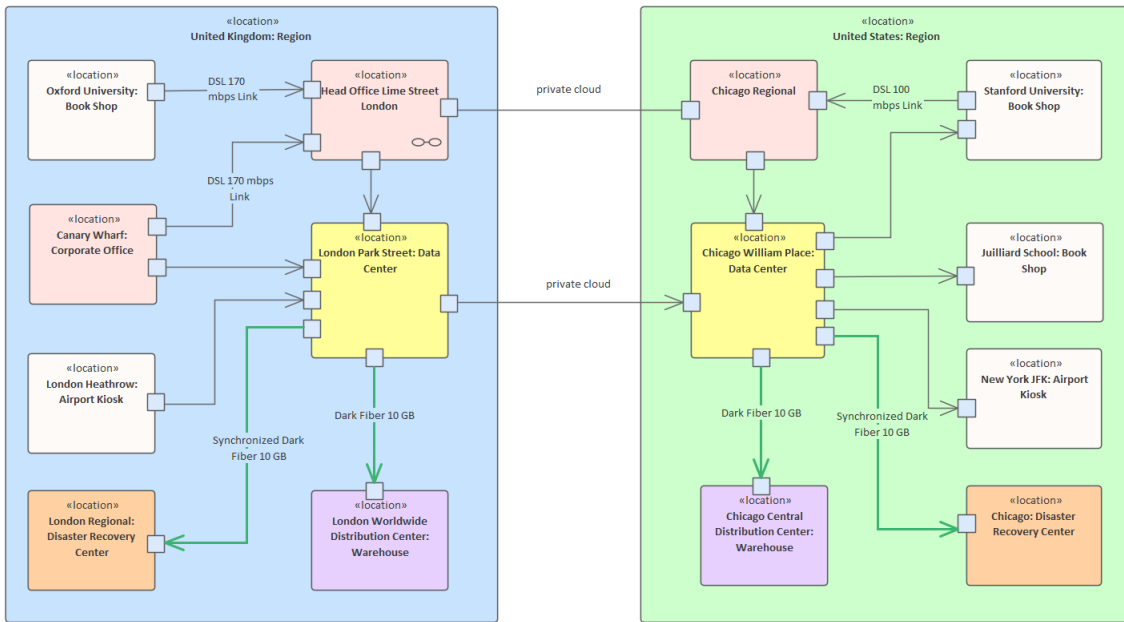 «location»
United Kingdom: Region
«location»
Oxford University:
Book Shop
DSL 170
mbps Link
«location»
Head Office Lime Street
London
«location»
Canary Wharf:
Corporate Office
DSL 170 mbps
Link
«location»
London Park Street: Data
Center
«location»
London Heathrow:
Airport Kiosk
Synchronized Dark
Fiber 10 GB
Dark Fiber 10 GB
«location»
London Regional:
Disaster Recovery
Center
«location»
London Worldwide
Distribution Center:
Warehouse
private cloud
private cloud
«location»
United States: Region
«location»
Chicago Regional
DSL 100
mbps Link
«location»
Stanford University:
Book Shop
«location»
Chicago William Place:
Data Center
«location»
Juilliard School: Book
Shop
«location»
New York JFK: Airport
Kiosk
Dark Fiber 10 GB
Synchronized Dark
Fiber 10 GB
«location»
Chicago Central
Distribution Center:
Warehouse
«location»
Chicago: Disaster
Recovery Center